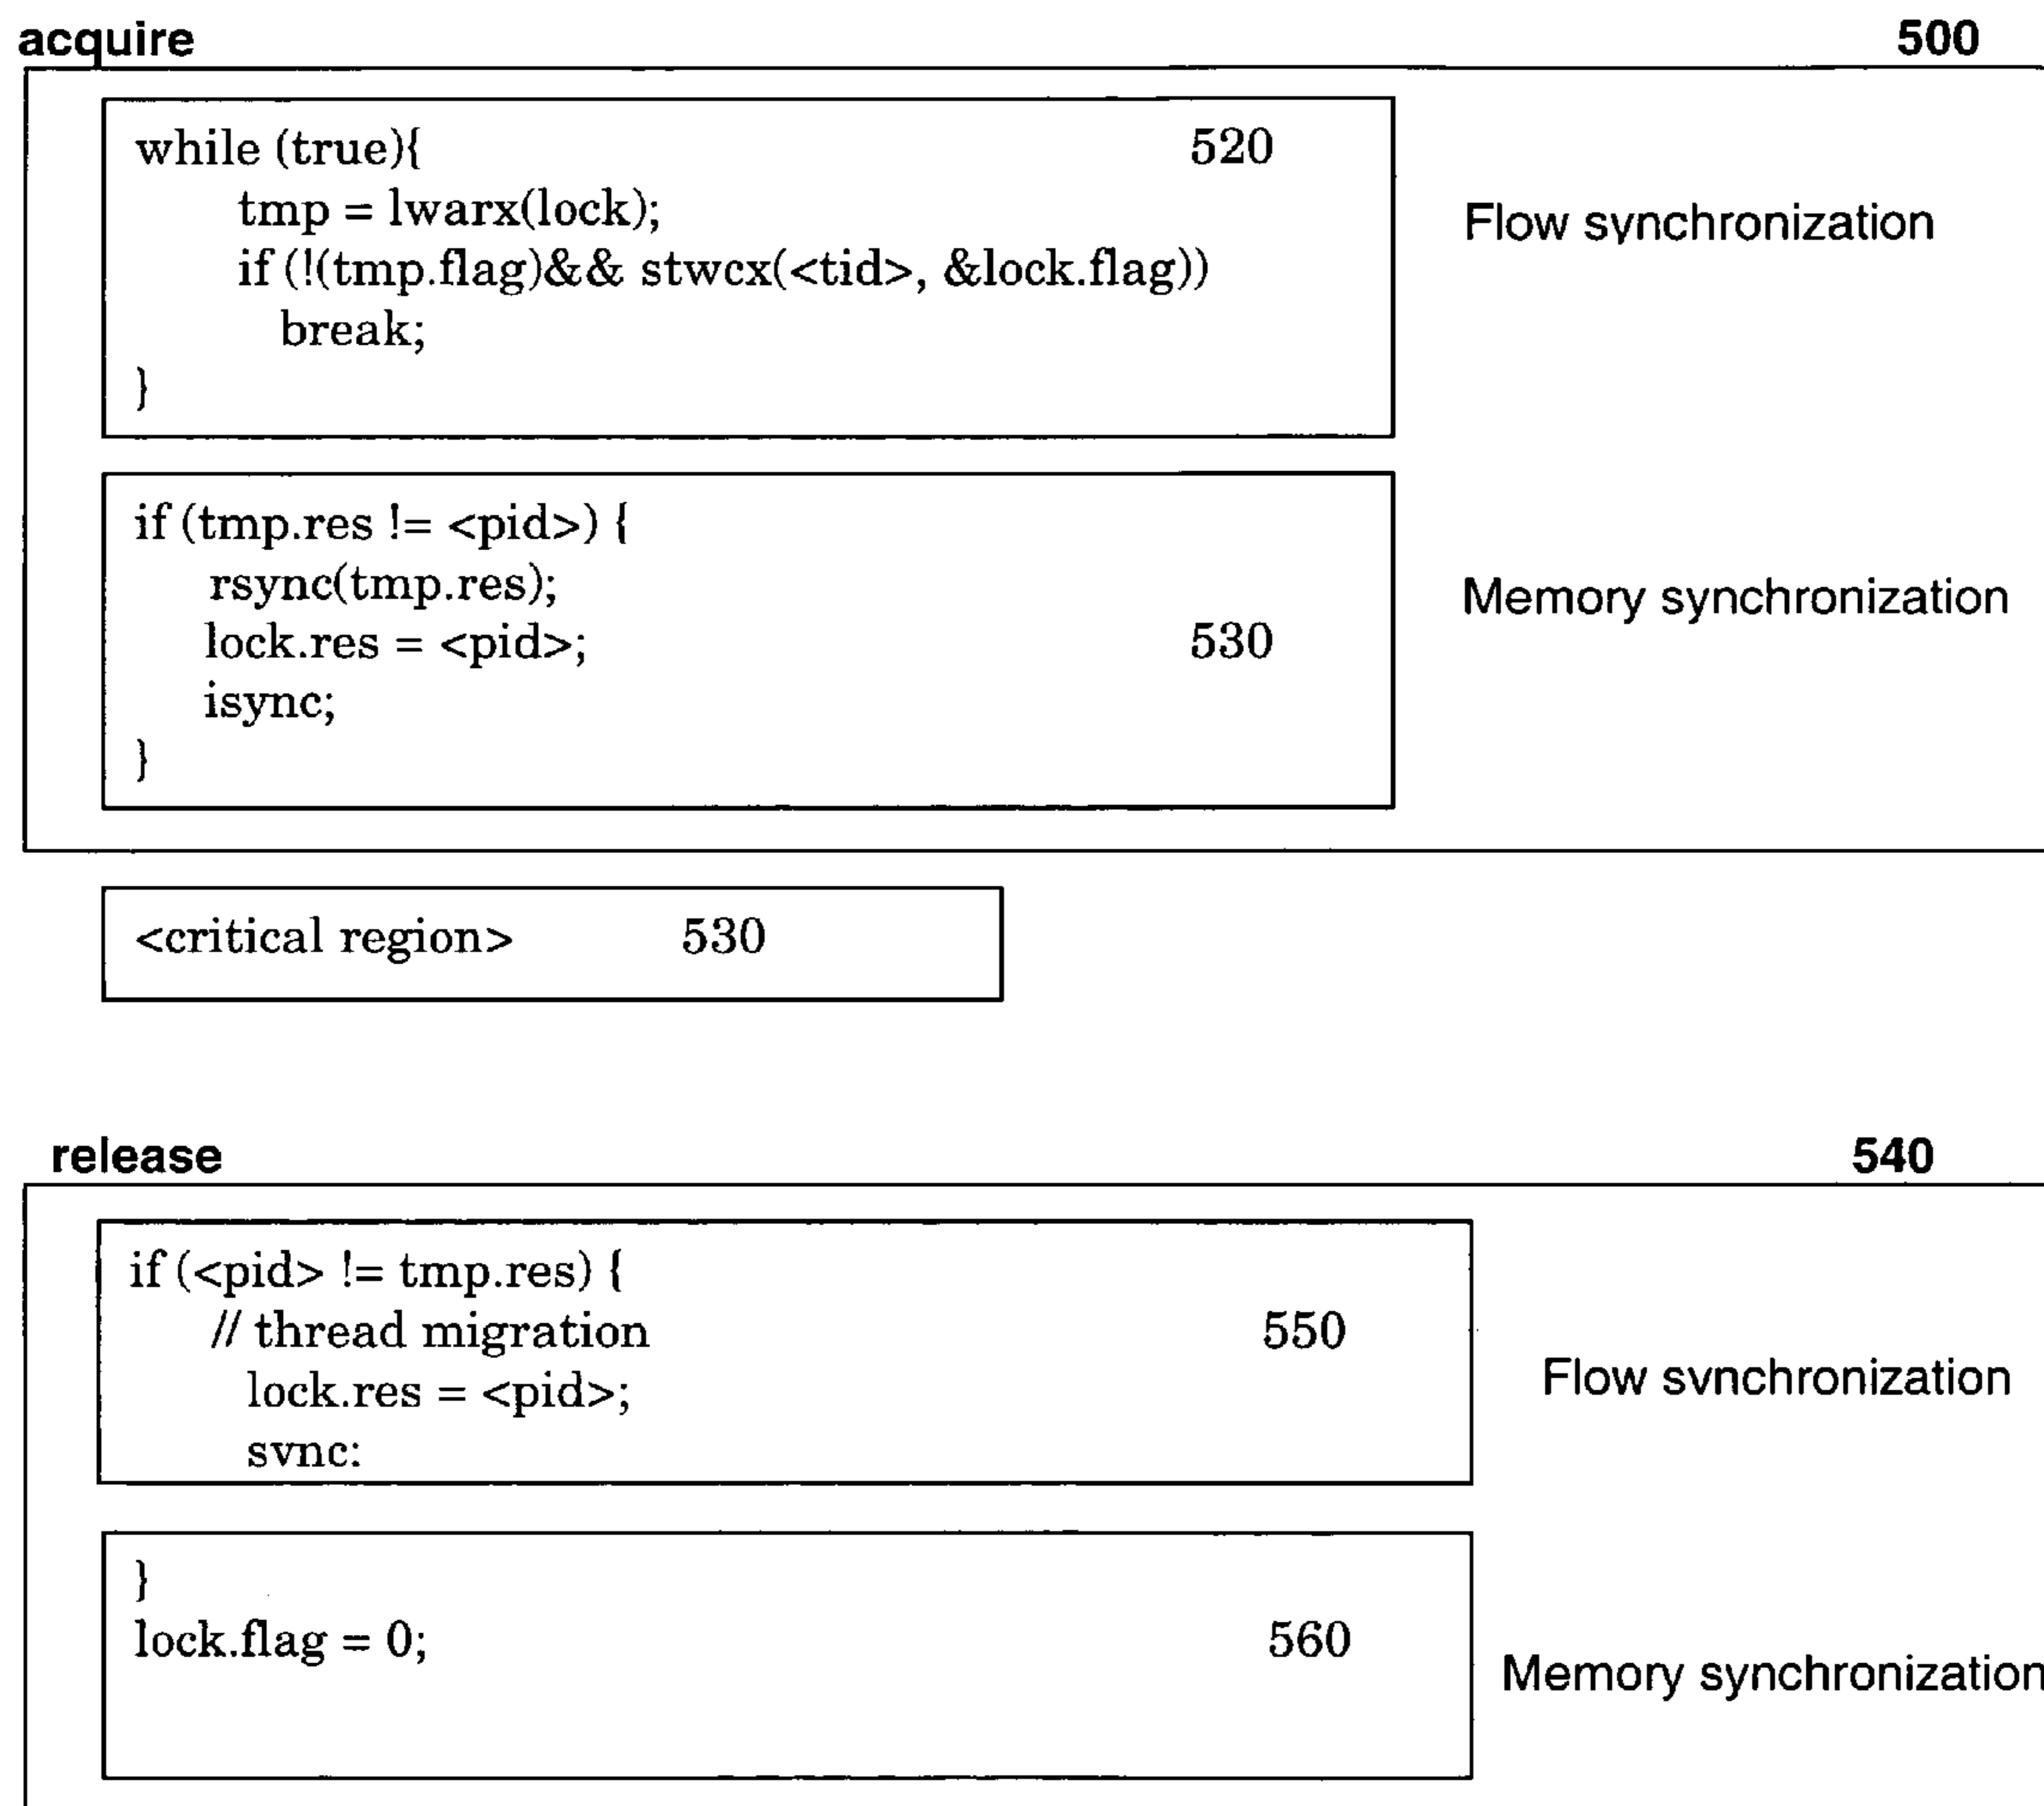 acquire 500
while (true){ 520
tmp = lwarx(lock);
if (!(tmp.flag)&& stwcx(<tid>, &lock.flag))
break;
}
Flow synchronization
if (tmp.res != <pid>) {
rsync(tmp.res);
lock.res = <pid>; 530
isync;
}
Memory synchronization
<critical region> 530
release 540
if (<pid> != tmp.res) {
// thread migration 550
lock.res = <pid>;
svnc:
Flow svnchronization
}
lock.flag = 0; 560
Memory synchronization